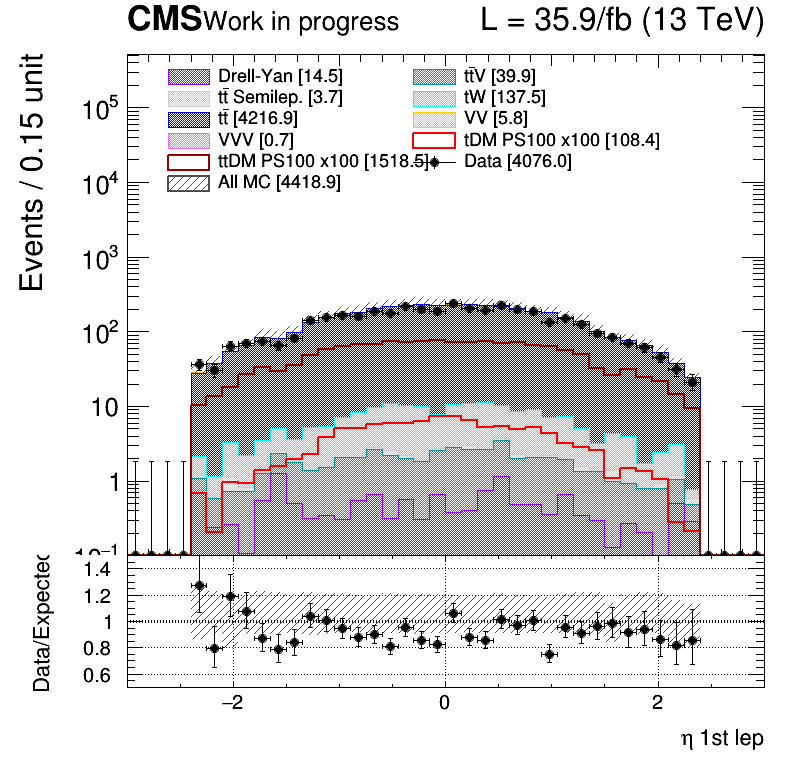 CMS Work in progress L = 35.9/fb (13 TeV)
Events / 0.15 unit
Drell-Yan [14.5] tt̄V [39.9]
tt̄ Semilep. [3.7] tW [137.5]
tt̄ [4216.9] VV [5.8]
VVV [0.7] tDM PS100 x100 [108.4]
ttDM PS100 x100 [1518.5] Data [4076.0]
All MC [4418.9]
10⁵
10⁴
10³
10²
10
1
10⁻¹
Data/Expected
1.4
1.2
1
0.8
0.6
−2 0 2
η 1st lep